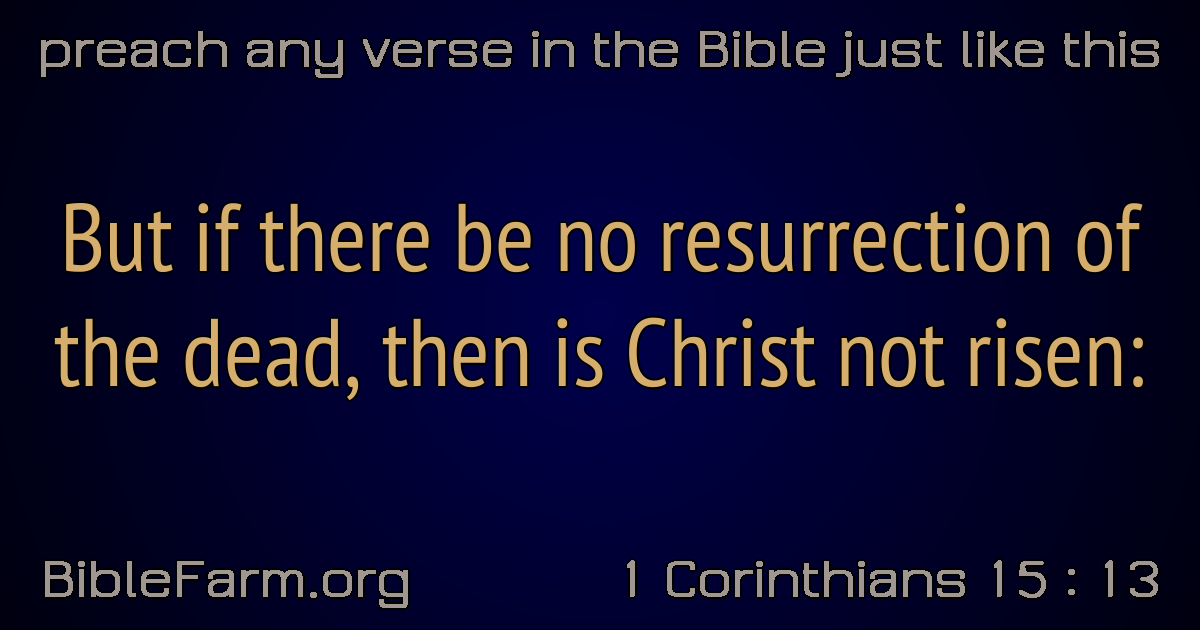 preach any verse in the Bible just like this
But if there be no resurrection of
the dead, then is Christ not risen:
BibleFarm.org
1 Corinthians 15 : 13